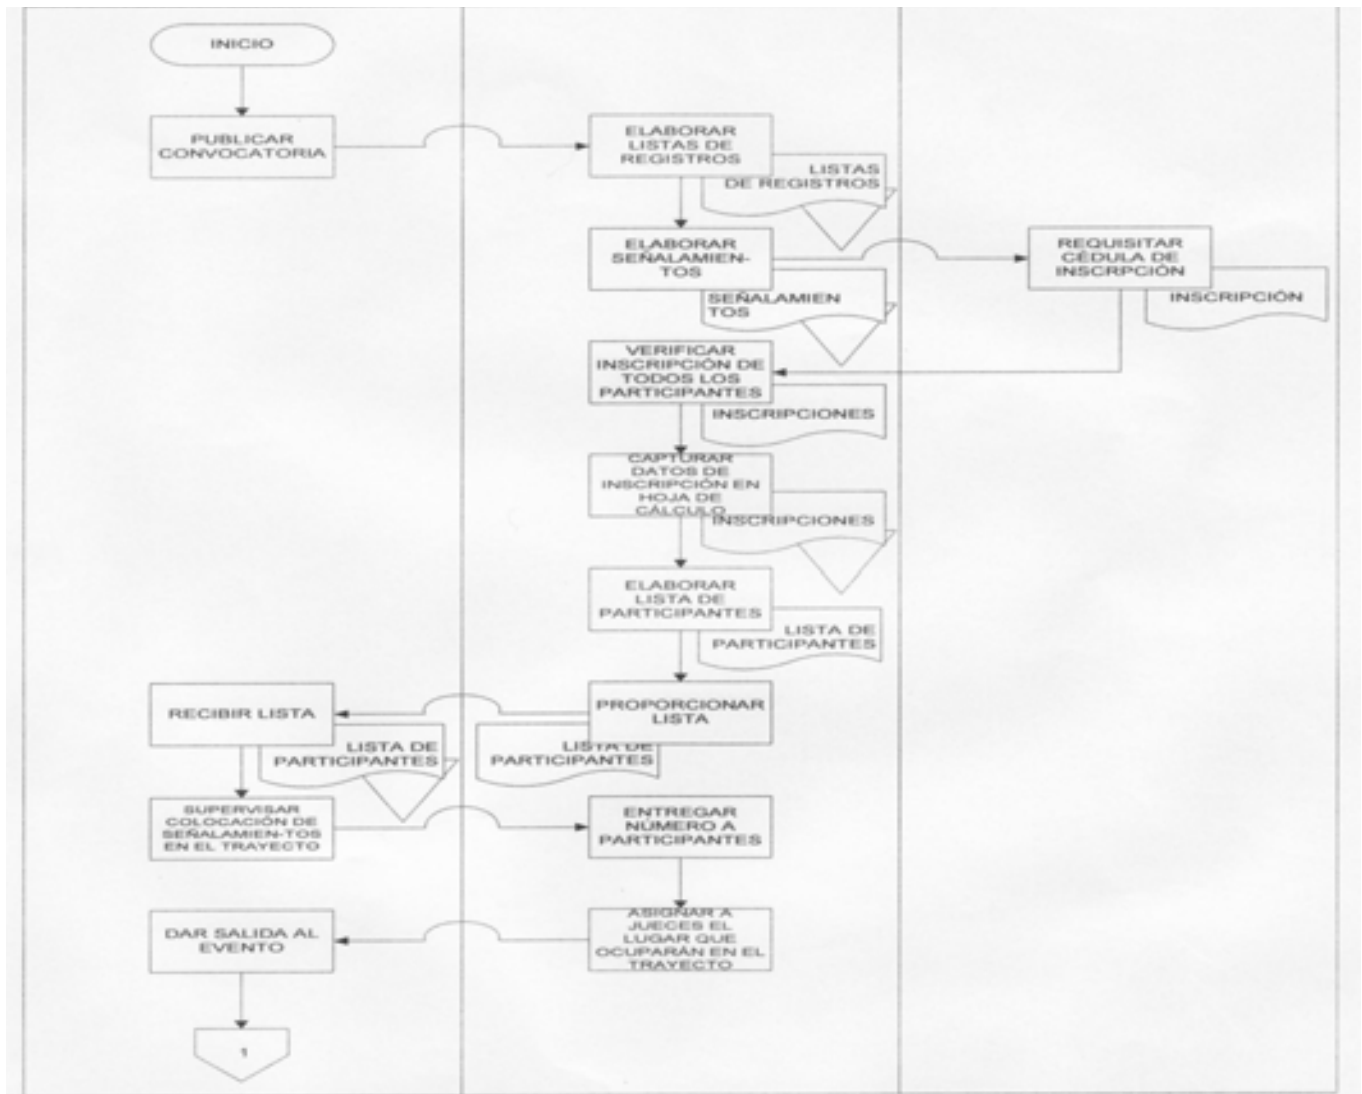 INICIO
PUBLICAR
CONVOCATORIA
ELABORAR
LISTAS DE
REGISTROS
LISTAS
DE REGISTROS
ELABORAR
SEÑALAMIEN-
TOS
SEÑALAMIEN
TOS
REQUISITAR
CÉDULA DE
INSCRPCIÓN
INSCRIPCIÓN
VERIFICAR
INSCRIPCIÓN DE
TODOS LOS
PARTICIPANTES
INSCRIPCIONES
CAPTURAR
DATOS DE
INSCRIPCIÓN EN
HOJA DE
CÁLCULO
INSCRIPCIONES
ELABORAR
LISTA DE
PARTICIPANTES
LISTA DE
PARTICIPANTES
PROPORCIONAR
LISTA
LISTA DE
PARTICIPANTES
RECIBIR LISTA
LISTA DE
PARTICIPANTES
SUPERVISAR
COLOCACIÓN DE
SEÑALAMIEN-TOS
EN EL TRAYECTO
ENTREGAR
NÚMERO A
PARTICIPANTES
ASIGNAR A
JUECES EL
LUGAR QUE
OCUPARÁN EN EL
TRAYECTO
DAR SALIDA AL
EVENTO
1